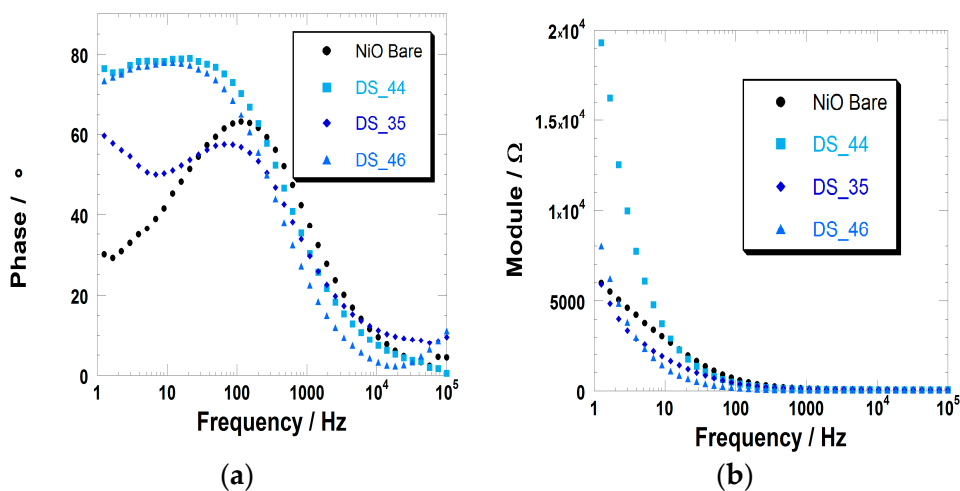 Phase / °
80
60
40
20
0
1
10
100
1000
10⁴
10⁵
Frequency / Hz
NiO Bare
DS_44
DS_35
DS_46
(a)
Module / Ω
2×10⁴
1.5×10⁴
1×10⁴
5000
0
1
10
100
1000
10⁴
10⁵
Frequency / Hz
NiO Bare
DS_44
DS_35
DS_46
(b)